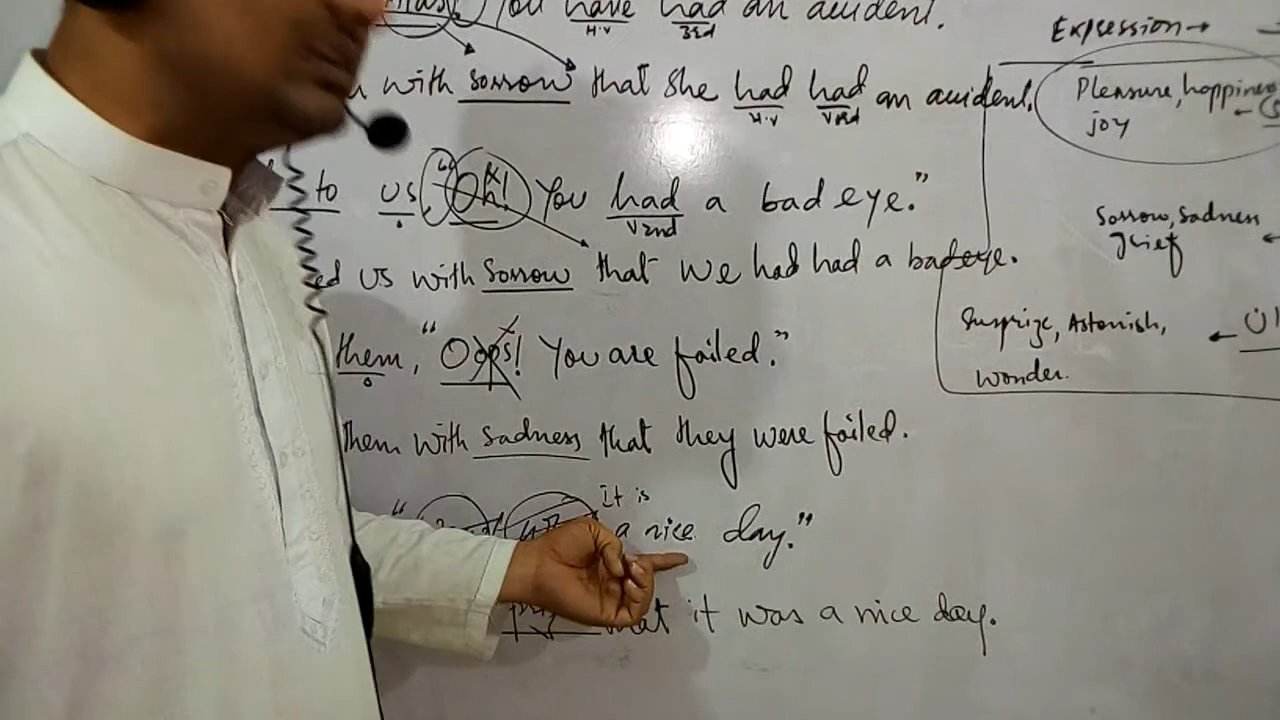 You have had an accident.
H.V 3rd
with sorrow that she had had an accident.
H.V V3rd
to us, "Oh! You had a bad eye."
V2nd
ed us with sorrow that we had had a bad eye.
them, "Oops! You are failed."
o
them with sadness that they were failed.
It is
" a nice day."
that it was a nice day.
Expression →
Pleasure, happiness
joy
Sorrow, sadness
grief
Surprize, Astonish,
wonder.